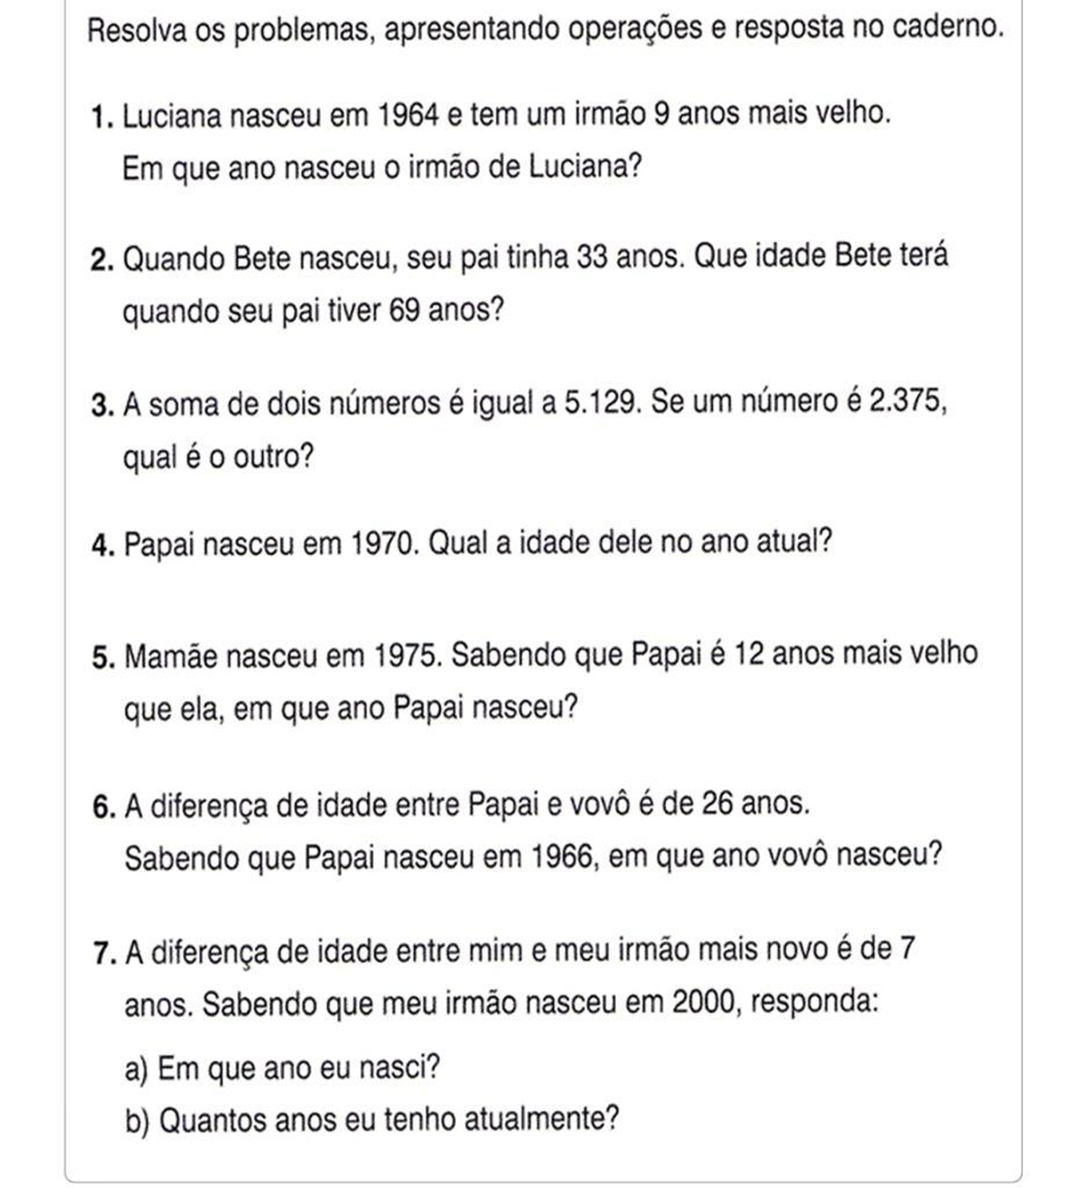 Resolva os problemas, apresentando operações e resposta no caderno.
1. Luciana nasceu em 1964 e tem um irmão 9 anos mais velho.
Em que ano nasceu o irmão de Luciana?
2. Quando Bete nasceu, seu pai tinha 33 anos. Que idade Bete terá
quando seu pai tiver 69 anos?
3. A soma de dois números é igual a 5.129. Se um número é 2.375,
qual é o outro?
4. Papai nasceu em 1970. Qual a idade dele no ano atual?
5. Mamãe nasceu em 1975. Sabendo que Papai é 12 anos mais velho
que ela, em que ano Papai nasceu?
6. A diferença de idade entre Papai e vovô é de 26 anos.
Sabendo que Papai nasceu em 1966, em que ano vovô nasceu?
7. A diferença de idade entre mim e meu irmão mais novo é de 7
anos. Sabendo que meu irmão nasceu em 2000, responda:
a) Em que ano eu nasci?
b) Quantos anos eu tenho atualmente?